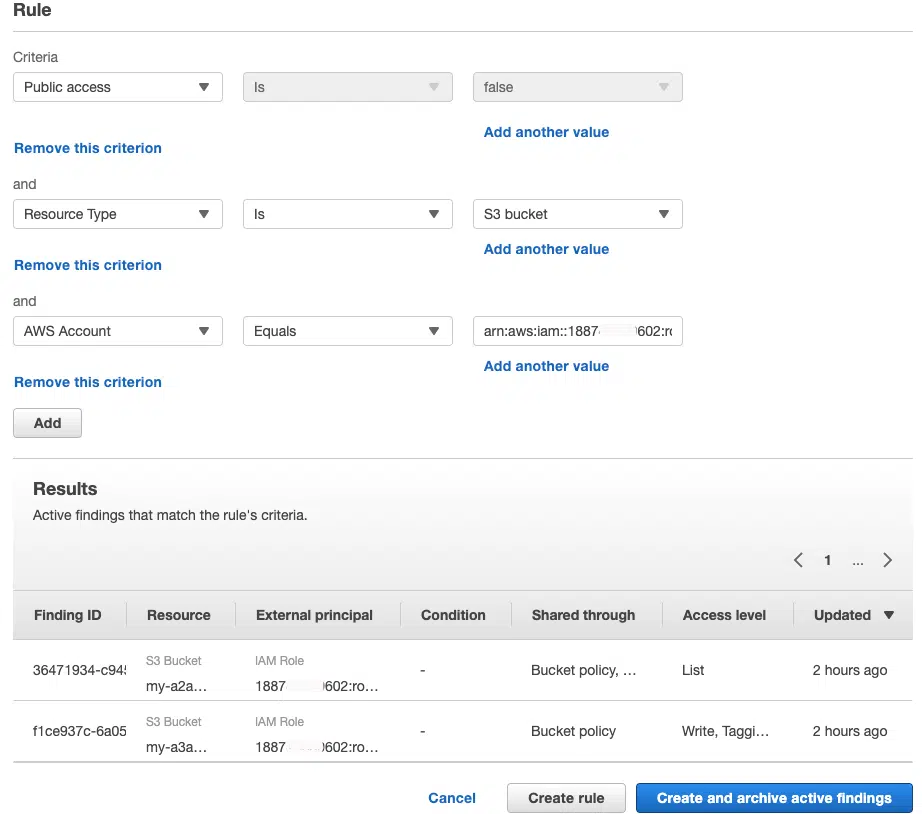 Rule
Criteria
Public access Is false
Add another value
Remove this criterion
and
Resource Type Is S3 bucket
Add another value
Remove this criterion
and
AWS Account Equals arn:aws:iam::1887 602:r
Add another value
Remove this criterion
Add
Results
Active findings that match the rule's criteria.
1 ...
Finding ID Resource External principal Condition Shared through Access level Updated
S3 Bucket IAM Role
36471934-c94 - Bucket policy, ... List 2 hours ago
my-a2a... 1887 602:ro...
S3 Bucket IAM Role
f1ce937c-6a05 - Bucket policy Write, Taggi... 2 hours ago
my-a3a... 1887 602:ro...
Cancel Create rule Create and archive active findings